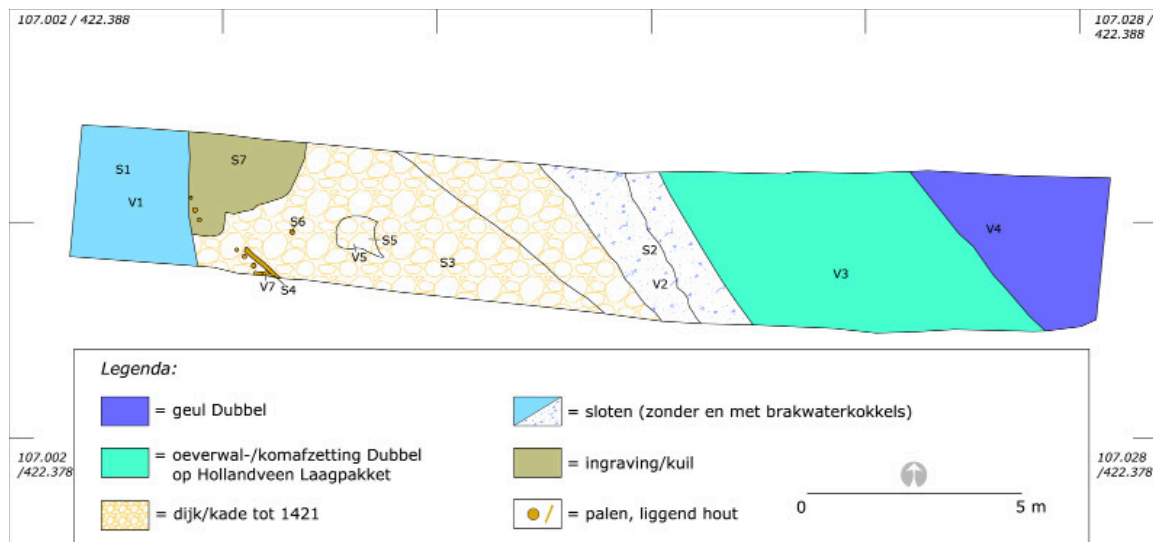 107.002 / 422.388
107.028 /
422.388
S1
V1
S7
S6
S5
V5
S3
V7
S4
S2
V2
V3
V4
Legenda:
= geul Dubbel
= oeverwal-/komafzetting Dubbel
op Hollandveen Laagpakket
= dijk/kade tot 1421
= sloten (zonder en met brakwaterkokkels)
= ingraving/kuil
= palen, liggend hout
0
5 m
107.002
/422.378
107.028
/422.378